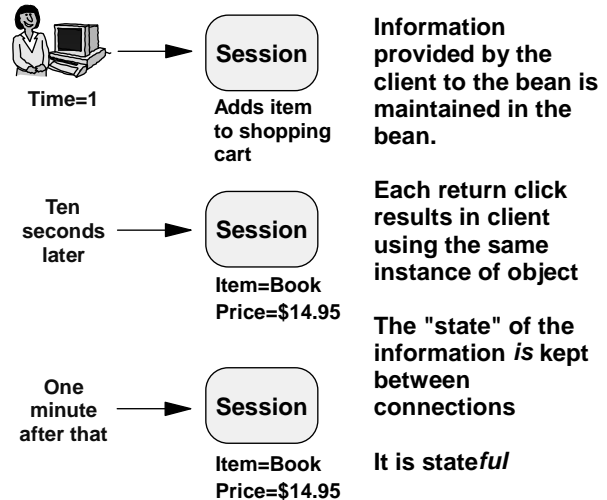 Session
Time=1
Adds item
to shopping
cart
Information
provided by the
client to the bean is
maintained in the
bean.
Ten
seconds
later
Session
Item=Book
Price=$14.95
Each return click
results in client
using the same
instance of object
The "state" of the
information is kept
between
connections
One
minute
after that
Session
Item=Book
Price=$14.95
It is stateful